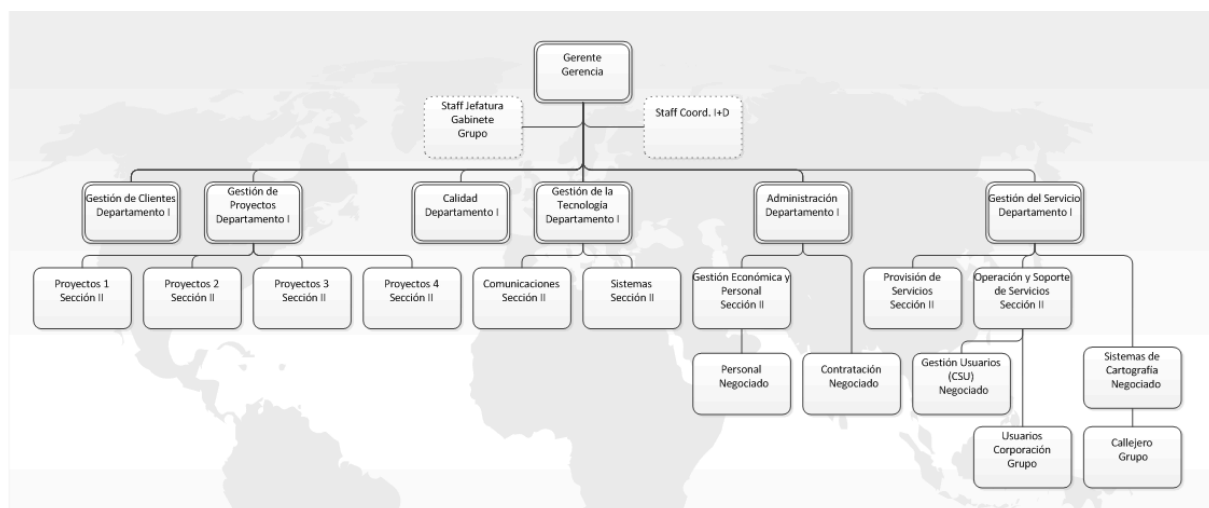 Gerente
Gerencia
Staff Jefatura
Gabinete
Grupo
Staff Coord. I+D
Gestión de Clientes
Departamento I
Gestión de
Proyectos
Departamento I
Calidad
Departamento I
Gestión de la
Tecnología
Departamento I
Administración
Departamento I
Gestión del Servicio
Departamento I
Proyectos 1
Sección II
Proyectos 2
Sección II
Proyectos 3
Sección II
Proyectos 4
Sección II
Comunicaciones
Sección II
Sistemas
Sección II
Gestión Económica y
Personal
Sección II
Provisión de
Servicios
Sección II
Operación y Soporte
de Servicios
Sección II
Personal
Negociado
Contratación
Negociado
Gestión Usuarios
(CSU)
Negociado
Sistemas de
Cartografía
Negociado
Usuarios
Corporación
Grupo
Callejero
Grupo